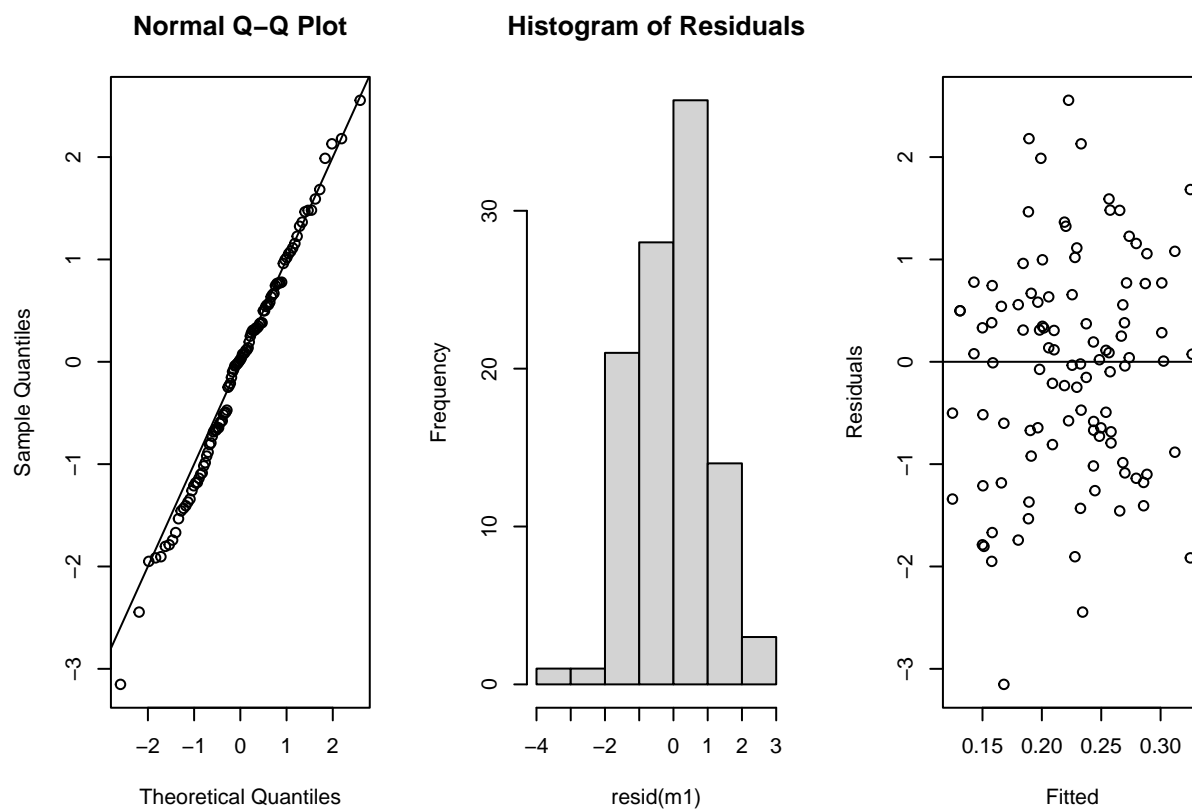 Normal Q−Q Plot
Sample Quantiles
2
1
0
−1
−2
−3
−2 −1 0 1 2
Theoretical Quantiles
Histogram of Residuals
Frequency
30
20
10
0
−4 −2 0 1 2 3
resid(m1)
Residuals
2
1
0
−1
−2
−3
0.15 0.20 0.25 0.30
Fitted